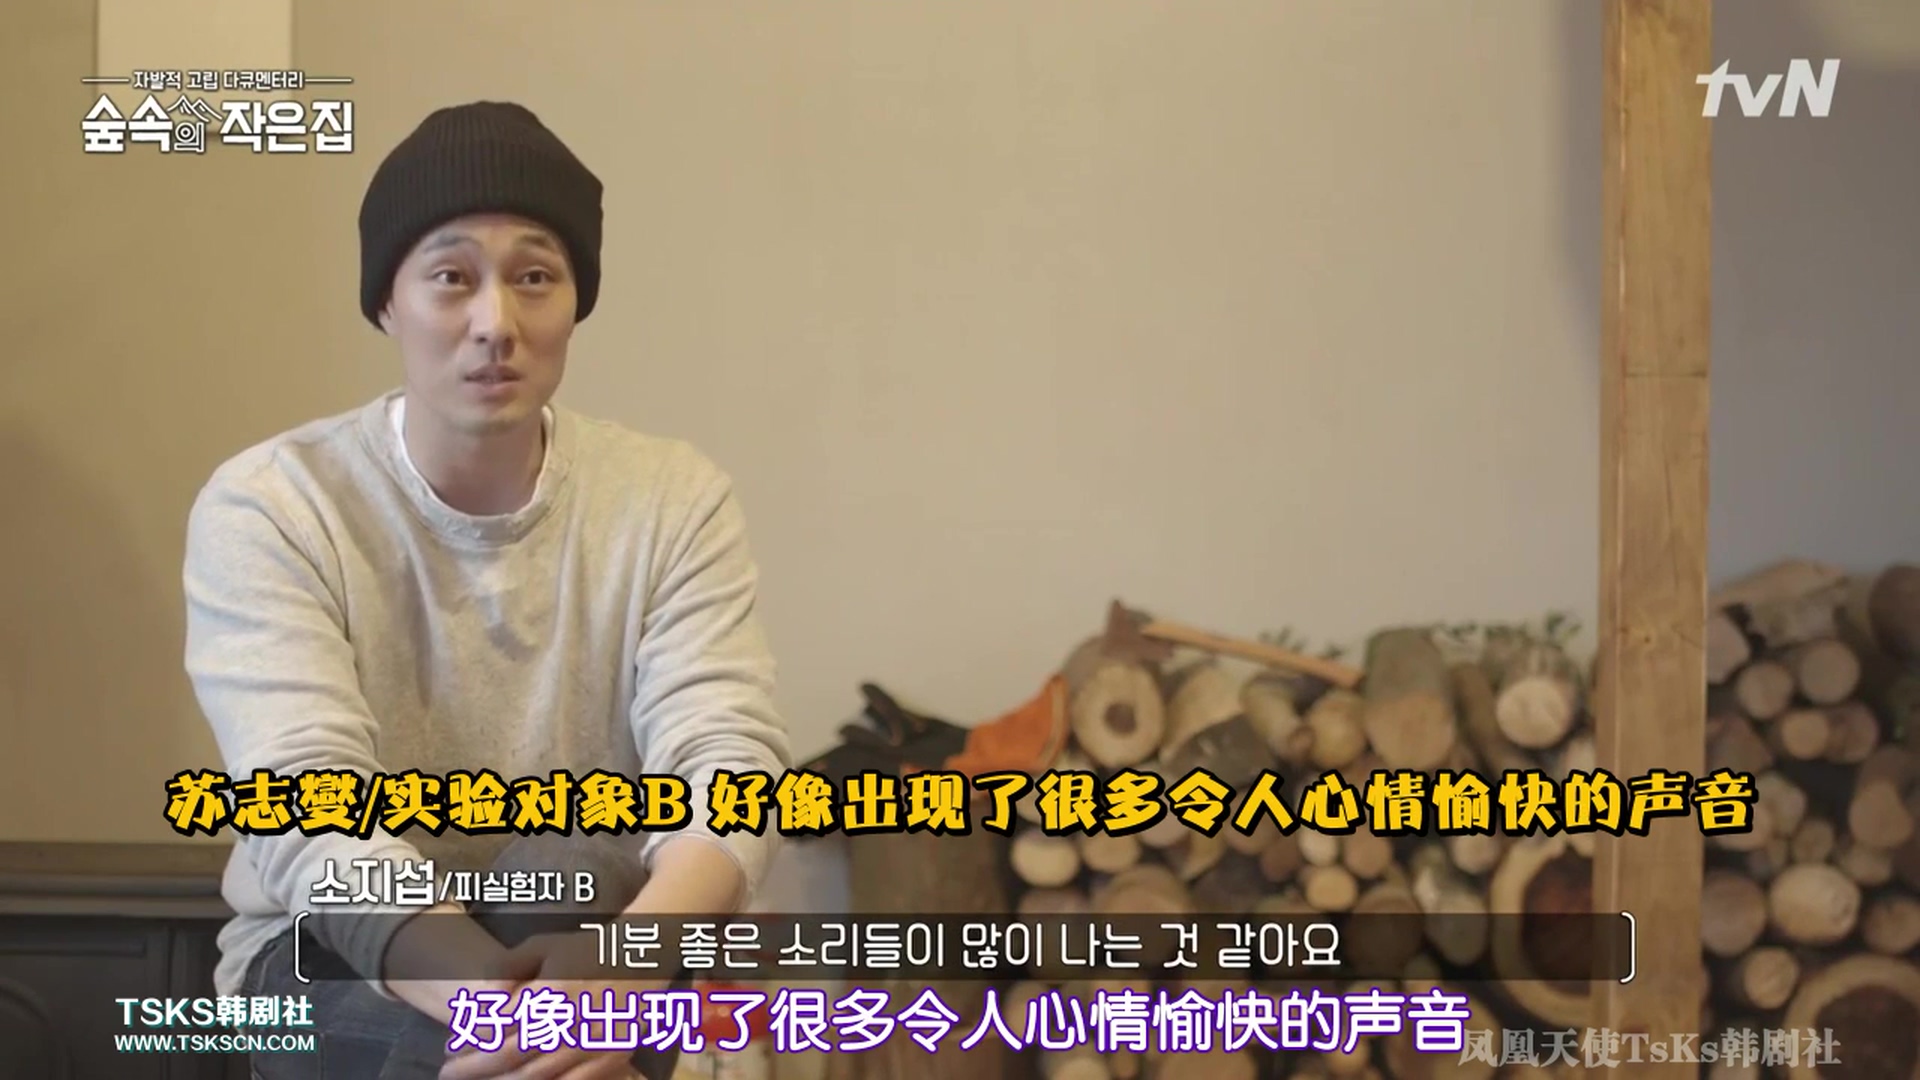 자발적 고립 다큐멘터리
숲속의 작은집
tvN
苏志燮/实验对象B 好像出现了很多令人心情愉快的声音
소지섭/피실험자 B
기분 좋은 소리들이 많이 나는 것 같아요
好像出现了很多令人心情愉快的声音
TSKS韩剧社
WWW.TSKSCN.COM
凤凰天使TsKs韩剧社